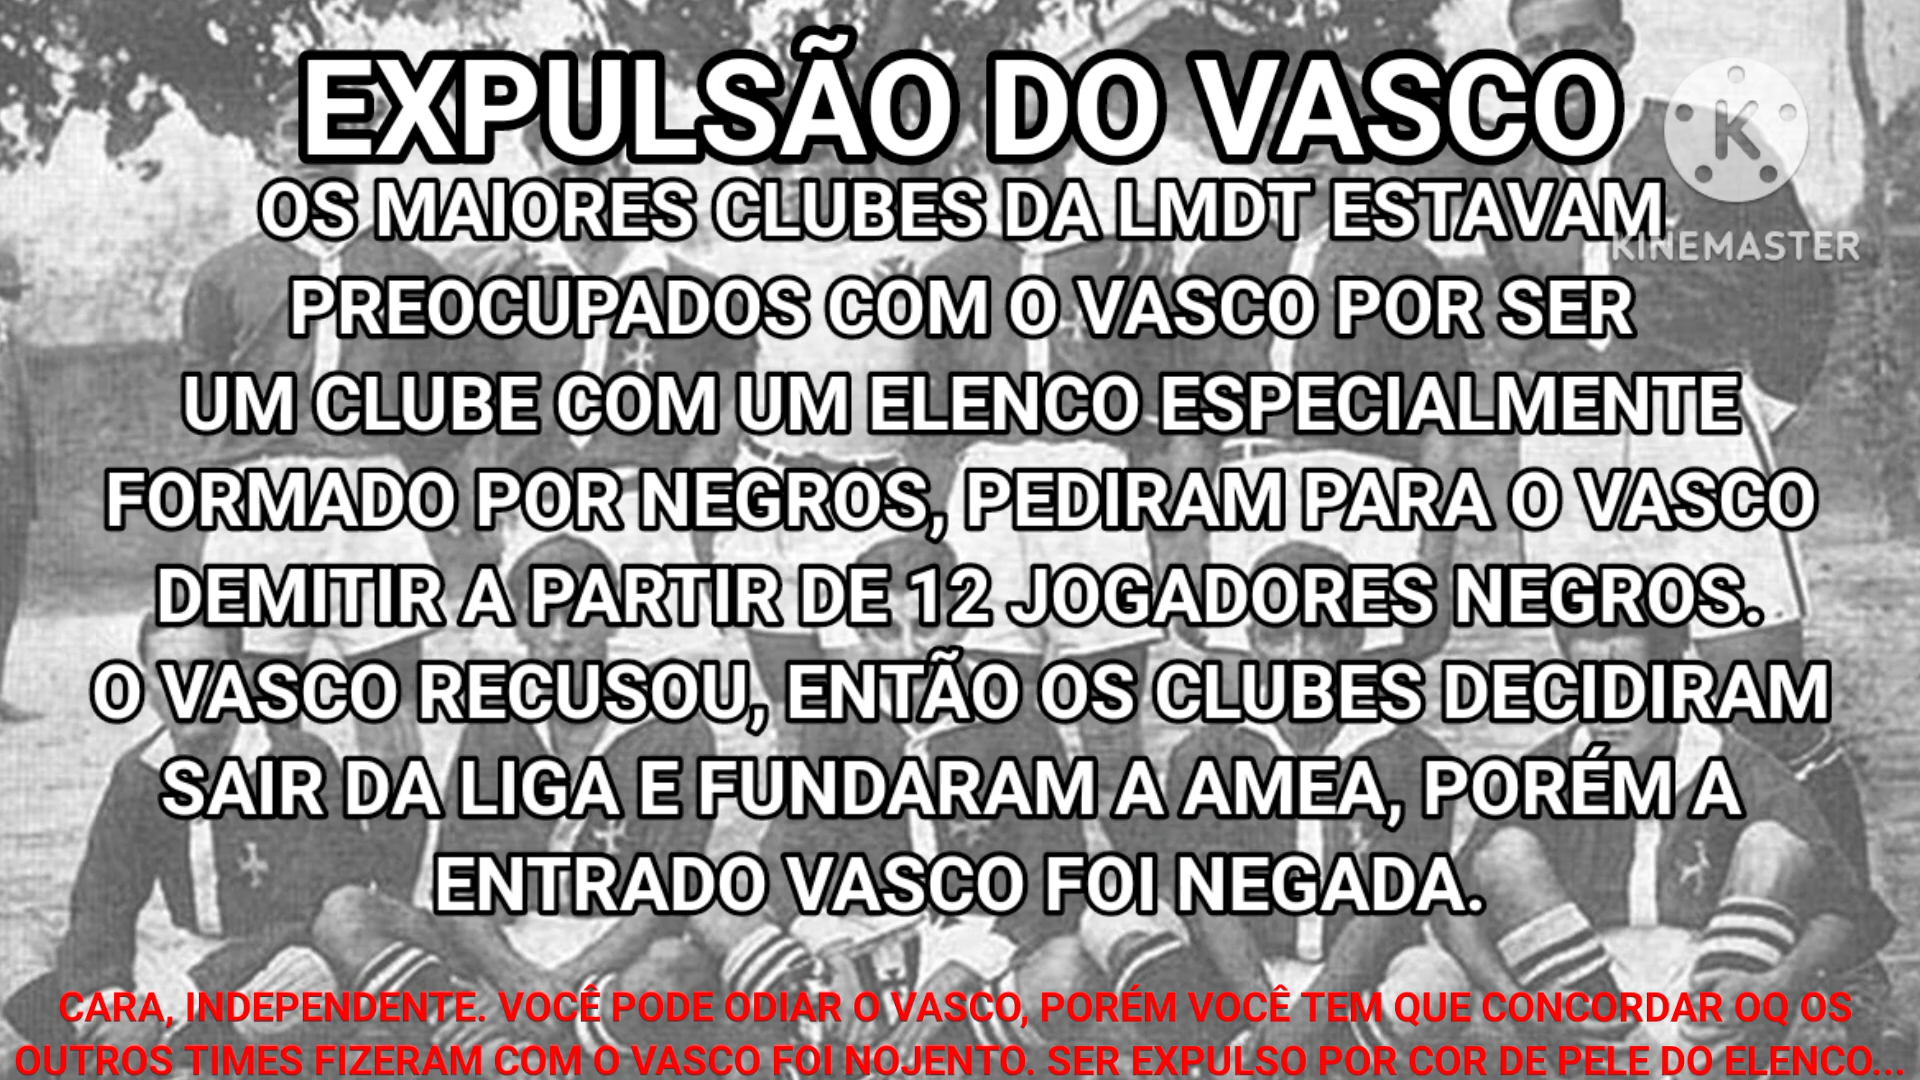 EXPULSÃO DO VASCO
OS MAIORES CLUBES DA LMDT ESTAVAM
PREOCUPADOS COM O VASCO POR SER
UM CLUBE COM UM ELENCO ESPECIALMENTE
FORMADO POR NEGROS, PEDIRAM PARA O VASCO
DEMITIR A PARTIR DE 12 JOGADORES NEGROS.
O VASCO RECUSOU, ENTÃO OS CLUBES DECIDIRAM
SAIR DA LIGA E FUNDARAM A AMEA, PORÉM A
ENTRADO VASCO FOI NEGADA.
CARA, INDEPENDENTE. VOCÊ PODE ODIAR O VASCO, PORÉM VOCÊ TEM QUE CONCORDAR OQ OS
OUTROS TIMES FIZERAM COM O VASCO FOI NOJENTO. SER EXPULSO POR COR DE PELE DO ELENCO...
K
KINEMASTER